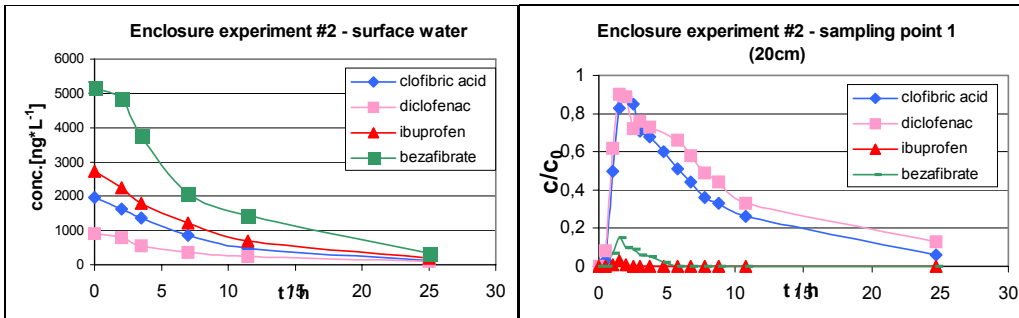 Enclosure experiment #2 - surface water
conc.[ng*L-1]
6000
5000
4000
3000
2000
1000
0
clofibric acid
diclofenac
ibuprofen
bezafibrate
0
5
10
15
20
25
30
t / h
Enclosure experiment #2 - sampling point 1
(20cm)
c/c0
1
0,8
0,6
0,4
0,2
0
clofibric acid
diclofenac
ibuprofen
bezafibrate
0
5
10
15
20
25
30
t / h